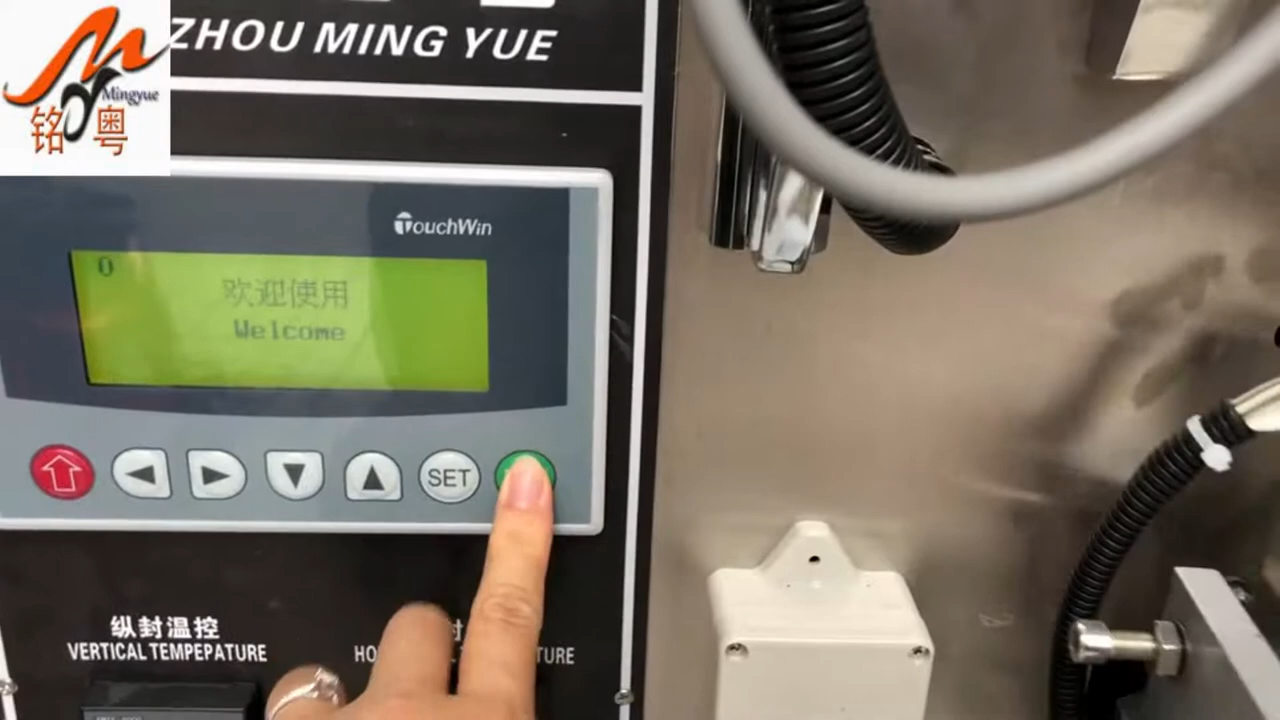 ZHOU MING YUE
Mingyue
铭 粤
TouchWin
0
欢迎使用
Welcome
SET
纵封温控
VERTICAL TEMPEPATURE